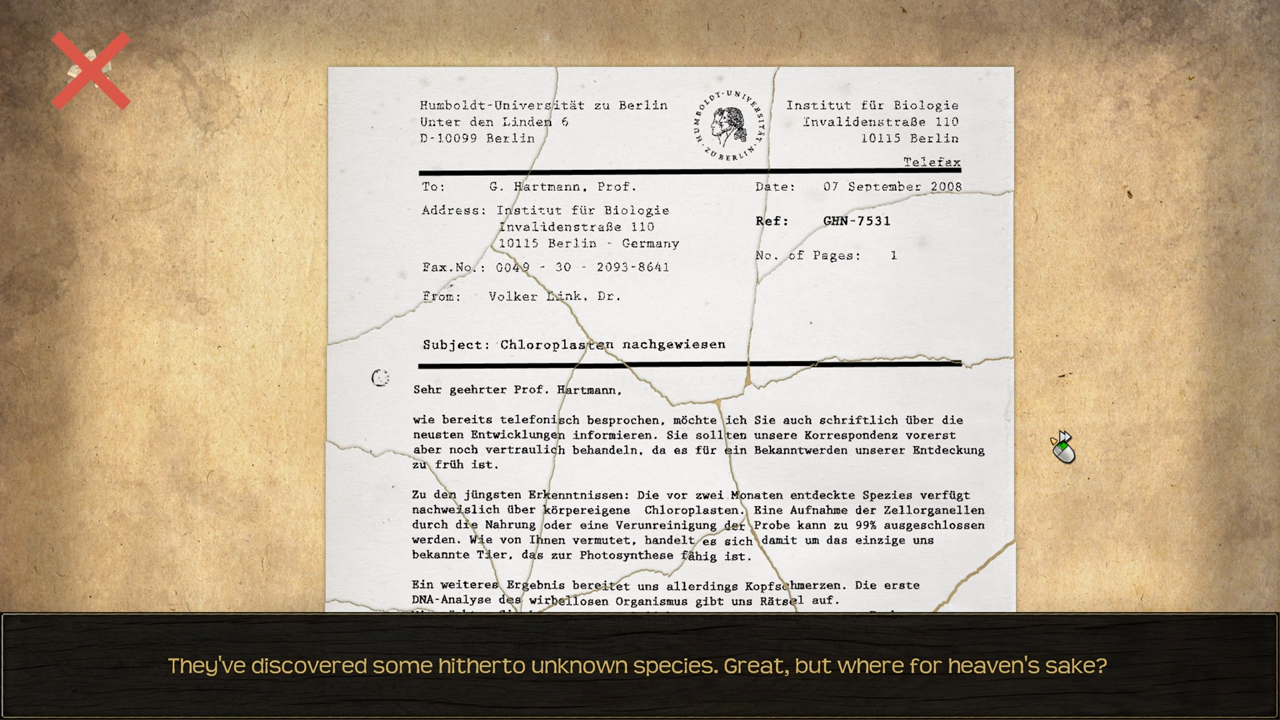 Humboldt-Universität zu Berlin
Unter den Linden 6
D-10099 Berlin
HUMBOLDT-UNIVERSITÄT · ZU BERLIN ·
Institut für Biologie
Invalidenstraße 110
10115 Berlin
Telefax
To: G. Hartmann, Prof.
Date: 07 September 2008
Address: Institut für Biologie
Invalidenstraße 110
10115 Berlin - Germany
Ref: GHN-7531
No. of Pages: 1
Fax.No.: 0049 - 30 - 2093-8641
From: Volker Link, Dr.
Subject: Chloroplasten nachgewiesen
Sehr geehrter Prof. Hartmann,
wie bereits telefonisch besprochen, möchte ich Sie auch schriftlich über die
neusten Entwicklungen informieren. Sie sollten unsere Korrespondenz vorerst
aber noch vertraulich behandeln, da es für ein Bekanntwerden unserer Entdeckung
zu früh ist.
Zu den jüngsten Erkenntnissen: Die vor zwei Monaten entdeckte Spezies verfügt
nachweislich über körpereigene Chloroplasten. Eine Aufnahme der Zellorganellen
durch die Nahrung oder eine Verunreinigung der Probe kann zu 99% ausgeschlossen
werden. Wie von Ihnen vermutet, handelt es sich damit um das einzige uns
bekannte Tier, das zur Photosynthese fähig ist.
Ein weiteres Ergebnis bereitet uns allerdings Kopfschmerzen. Die erste
DNA-Analyse des wirbellosen Organismus gibt uns Rätsel auf.
They've discovered some hitherto unknown species. Great, but where for heaven's sake?